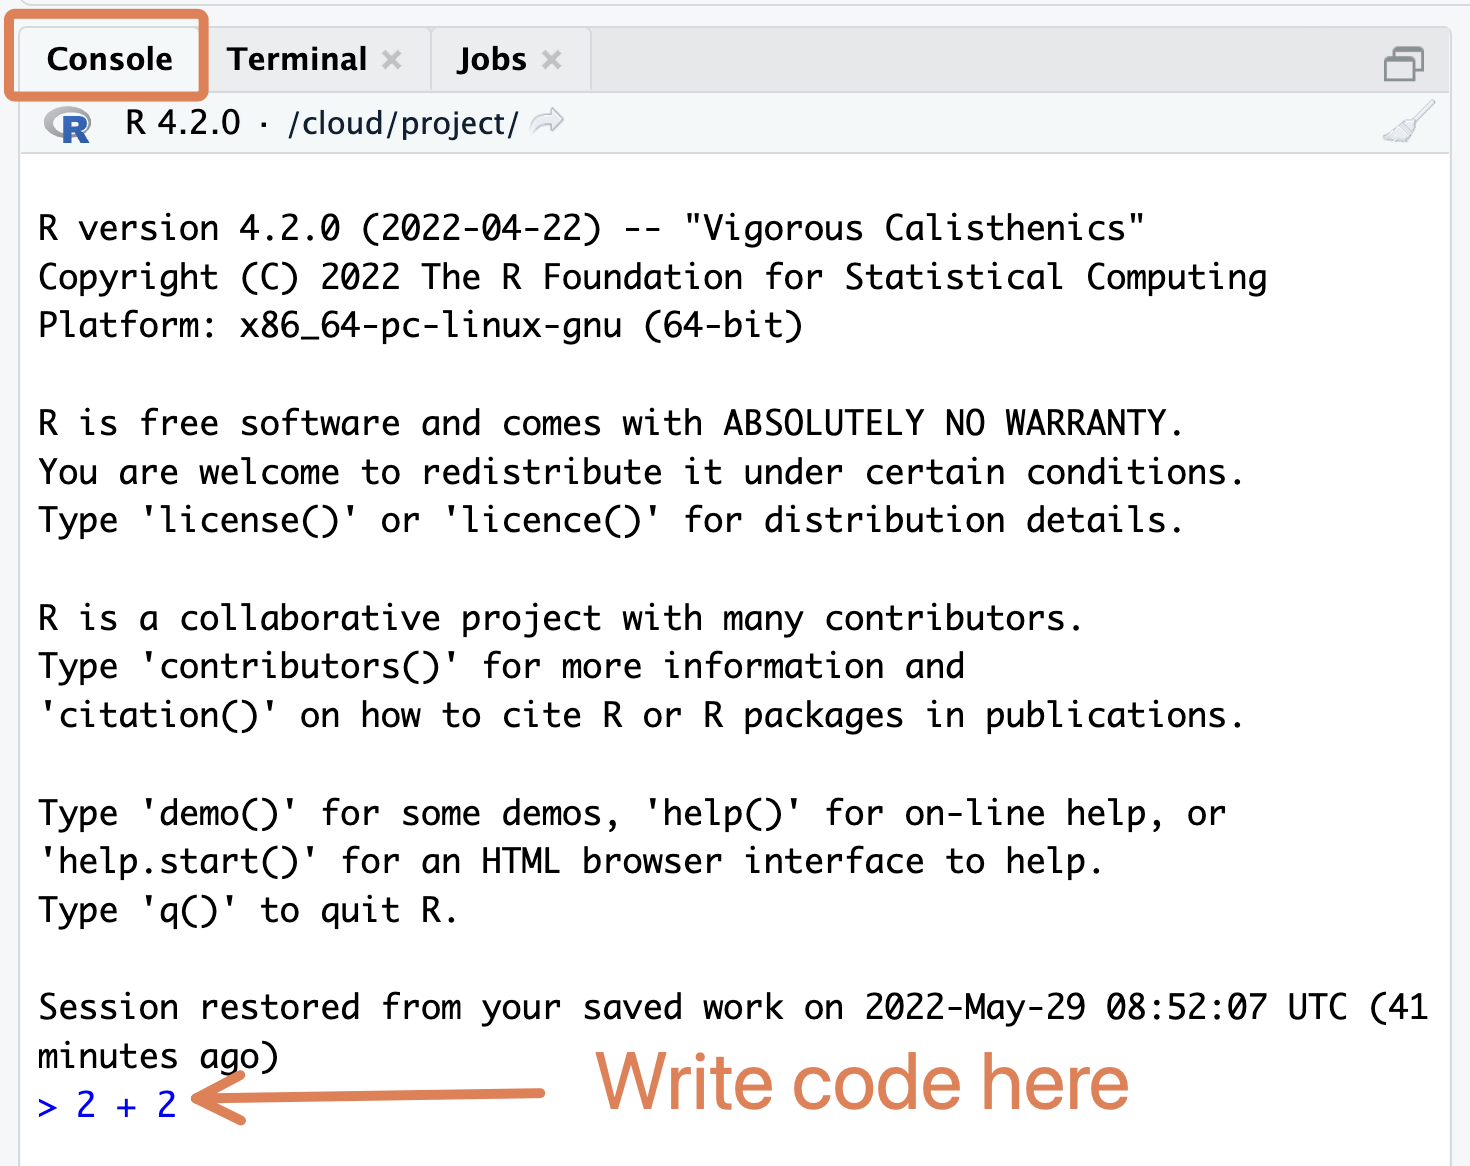 Console Terminal Jobs
R 4.2.0 · /cloud/project/
R version 4.2.0 (2022-04-22) -- "Vigorous Calisthenics"
Copyright (C) 2022 The R Foundation for Statistical Computing
Platform: x86_64-pc-linux-gnu (64-bit)
R is free software and comes with ABSOLUTELY NO WARRANTY.
You are welcome to redistribute it under certain conditions.
Type 'license()' or 'licence()' for distribution details.
R is a collaborative project with many contributors.
Type 'contributors()' for more information and
'citation()' on how to cite R or R packages in publications.
Type 'demo()' for some demos, 'help()' for on-line help, or
'help.start()' for an HTML browser interface to help.
Type 'q()' to quit R.
Session restored from your saved work on 2022-May-29 08:52:07 UTC (41
minutes ago)
> 2 + 2
Write code here